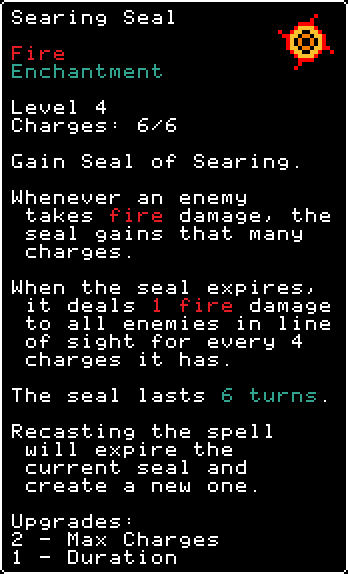 Searing Seal
Fire
Enchantment
Level 4
Charges: 6/6
Gain Seal of Searing.
Whenever an enemy
takes fire damage, the
seal gains that many
charges.
When the seal expires,
it deals 1 fire damage
to all enemies in line
of sight for every 4
charges it has.
The seal lasts 6 turns.
Recasting the spell
will expire the
current seal and
create a new one.
Upgrades:
2 - Max Charges
1 - Duration